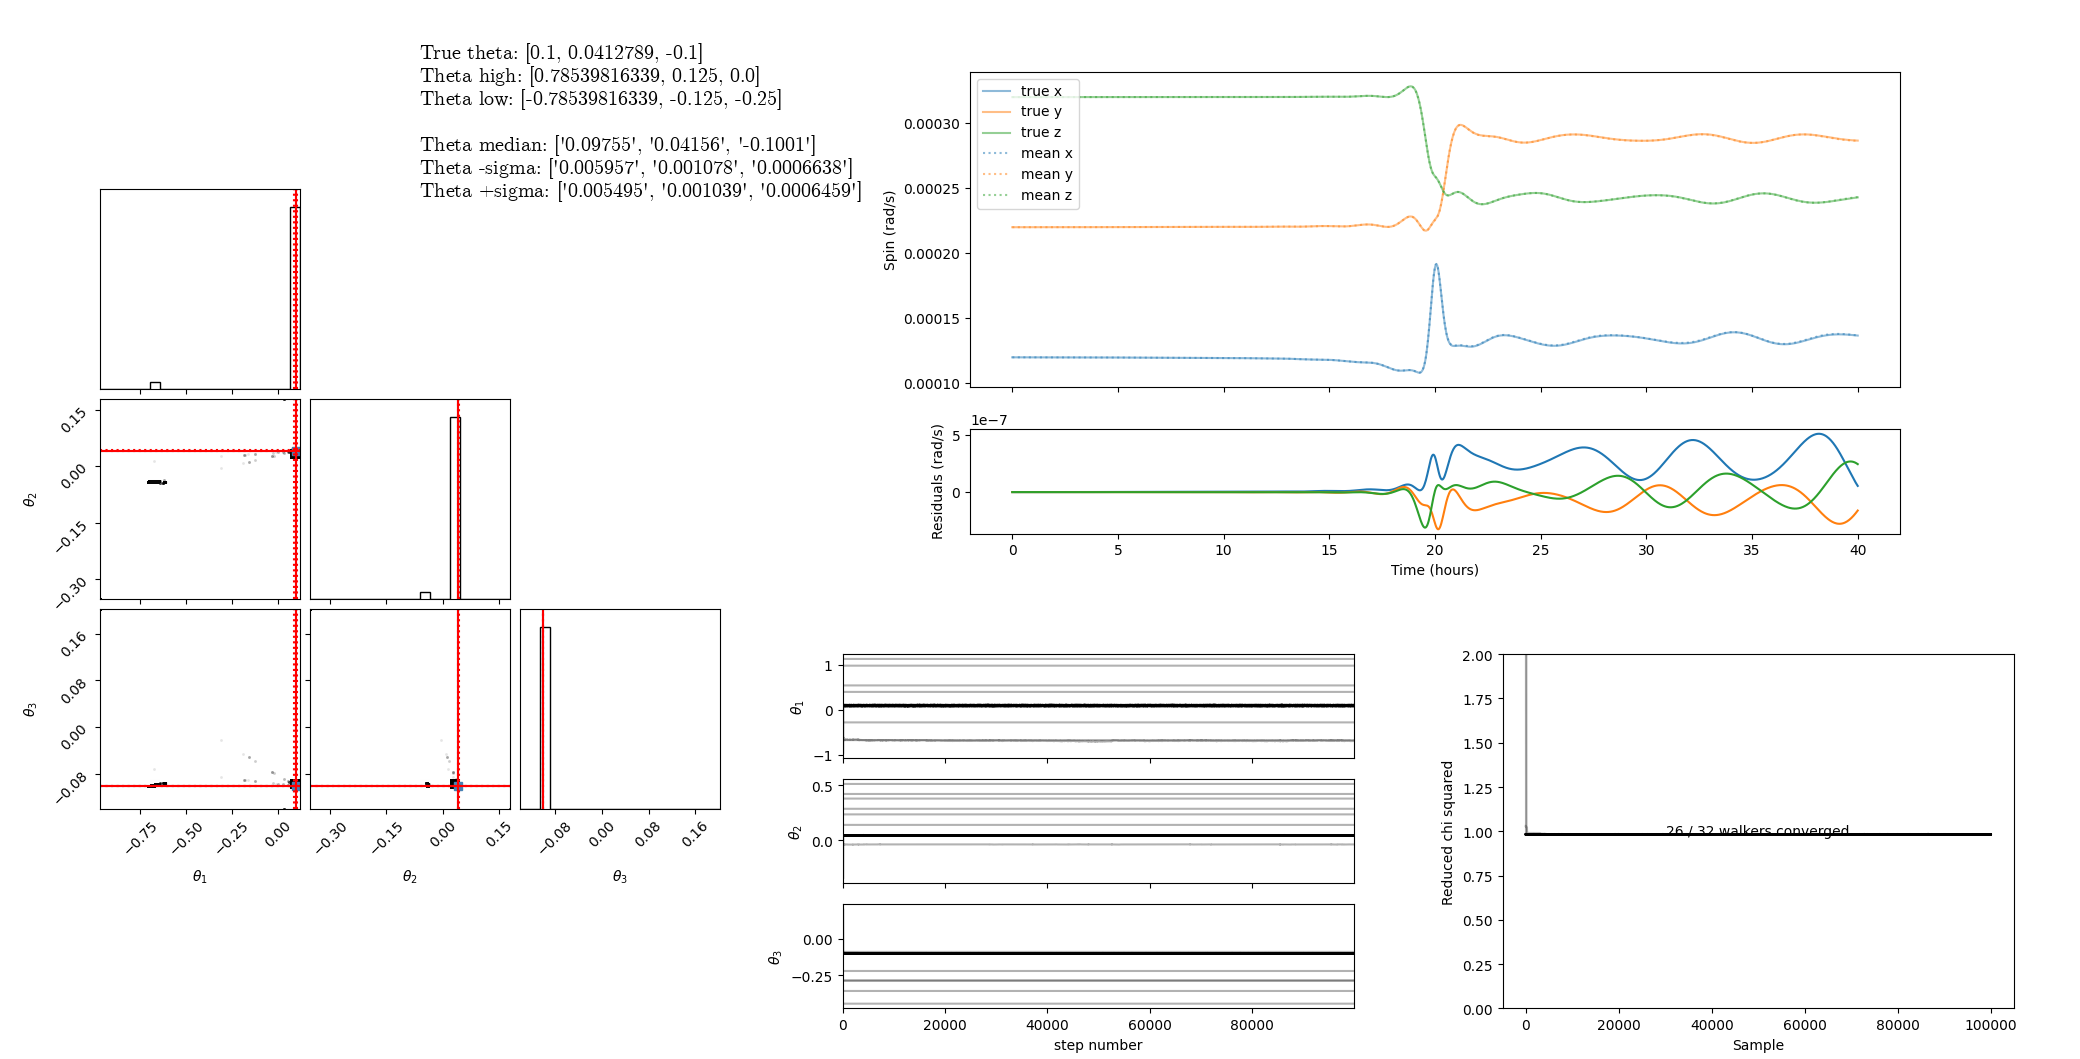 True theta: [0.1, 0.0412789, -0.1]
Theta high: [0.78539816339, 0.125, 0.0]
Theta low: [-0.78539816339, -0.125, -0.25]
Theta median: ['0.09755', '0.04156', '-0.1001']
Theta -sigma: ['0.005957', '0.001078', '0.0006638']
Theta +sigma: ['0.005495', '0.001039', '0.0006459']
0.15
0.00
−0.15
−0.30
θ2
0.16
0.08
0.00
−0.08
θ3
−0.75
−0.50
−0.25
0.00
θ1
−0.30
−0.15
0.00
0.15
θ2
−0.08
0.00
0.08
0.16
θ3
true x
true y
true z
mean x
mean y
mean z
0.00030
0.00025
0.00020
0.00015
0.00010
Spin (rad/s)
1e−7
5
0
Residuals (rad/s)
0 5 10 15 20 25 30 35 40
Time (hours)
1
0
−1
θ1
0.5
0.0
θ2
0.00
−0.25
θ3
0 20000 40000 60000 80000
step number
2.00
1.75
1.50
1.25
1.00
0.75
0.50
0.25
0.00
Reduced chi squared
26 / 32 walkers converged
0 20000 40000 60000 80000 100000
Sample